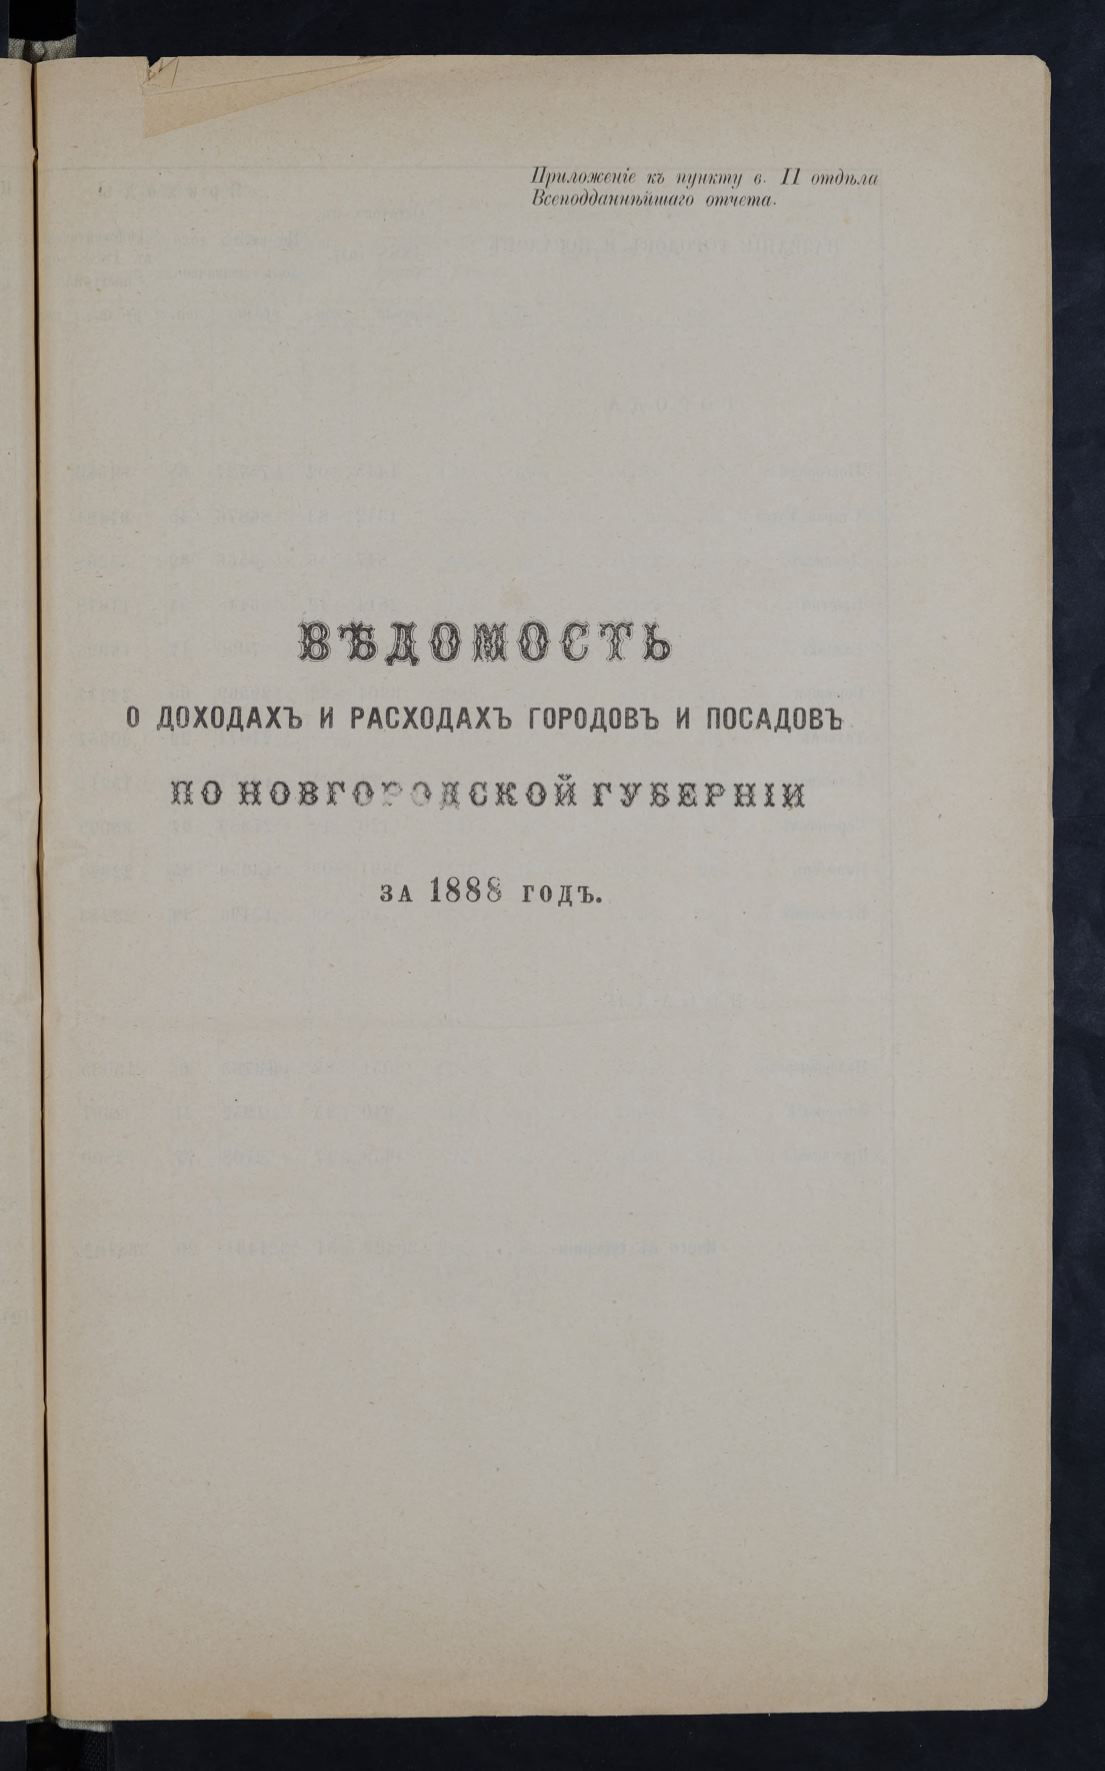 Приложеніе къ пункту в. II отдѣла
Всеподданнѣйшаго отчета.
ВѢДОМОСТЬ
О ДОХОДАХЪ И РАСХОДАХЪ ГОРОДОВЪ И ПОСАДОВЪ
ПО НОВГОРОДСКОЙ ГУБЕРНІИ
ЗА 1888 ГОДЪ.